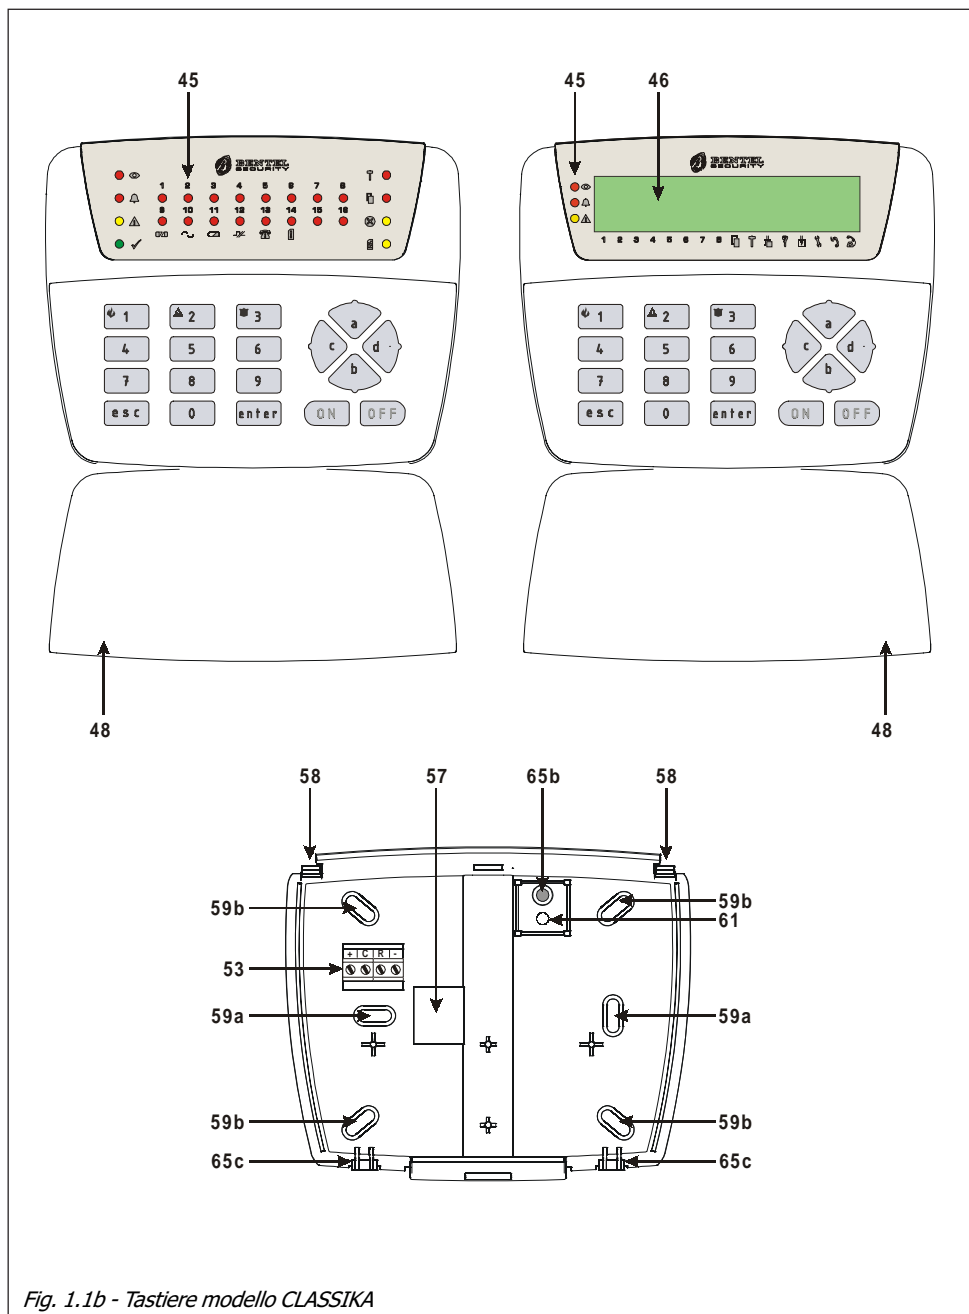 45
45
46
BENTEL
SECURITY
BENTEL
SECURITY
1 2 3 4 5 6 7 8
9 10 11 12 13 14 15 16
1 2 3 4 5 6 7 8
1 2 3 a
4 5 6 c d
7 8 9 b
esc 0 enter ON OFF
1 2 3 a
4 5 6 c d
7 8 9 b
esc 0 enter ON OFF
48
48
58
57
65b
58
59b
59b
61
+ C R -
53
59a
59a
59b
59b
65c
65c
Fig. 1.1b - Tastiere modello CLASSIKA